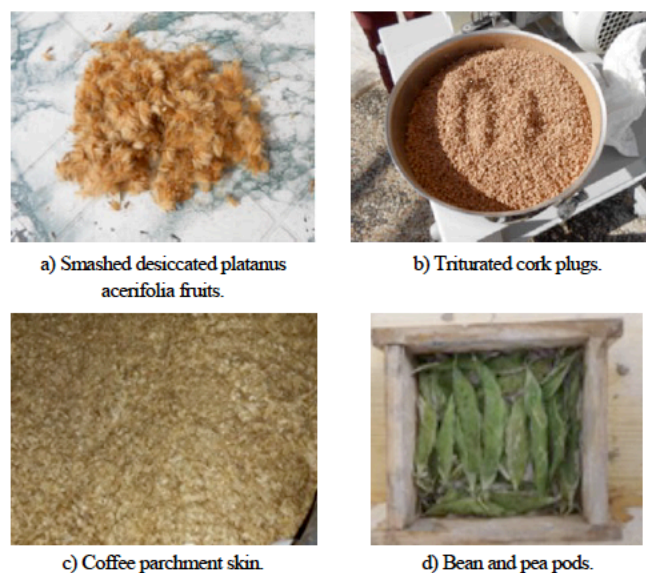 a) Smashed desiccated platanus
acerifolia fruits.
b) Triturated cork plugs.
c) Coffee parchment skin.
d) Bean and pea pods.